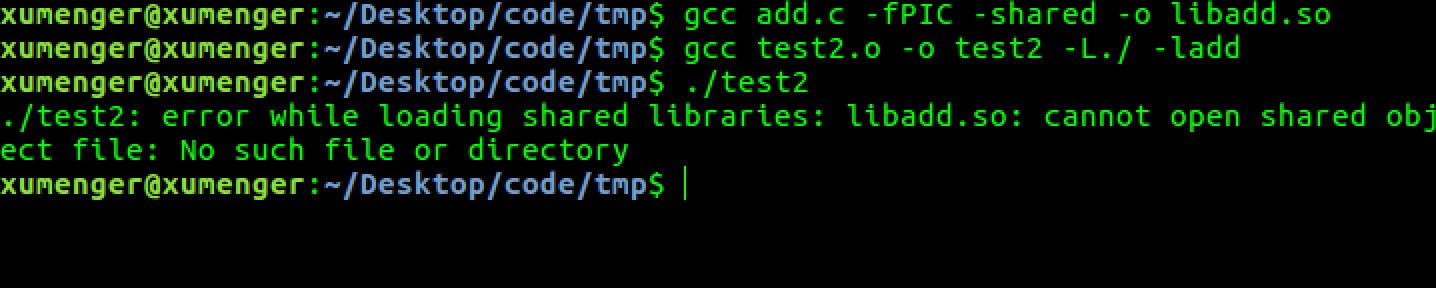 xumenger@xumenger:~/Desktop/code/tmp$ gcc add.c -fPIC -shared -o libadd.so
xumenger@xumenger:~/Desktop/code/tmp$ gcc test2.o -o test2 -L./ -ladd
xumenger@xumenger:~/Desktop/code/tmp$ ./test2
./test2: error while loading shared libraries: libadd.so: cannot open shared obj
ect file: No such file or directory
xumenger@xumenger:~/Desktop/code/tmp$